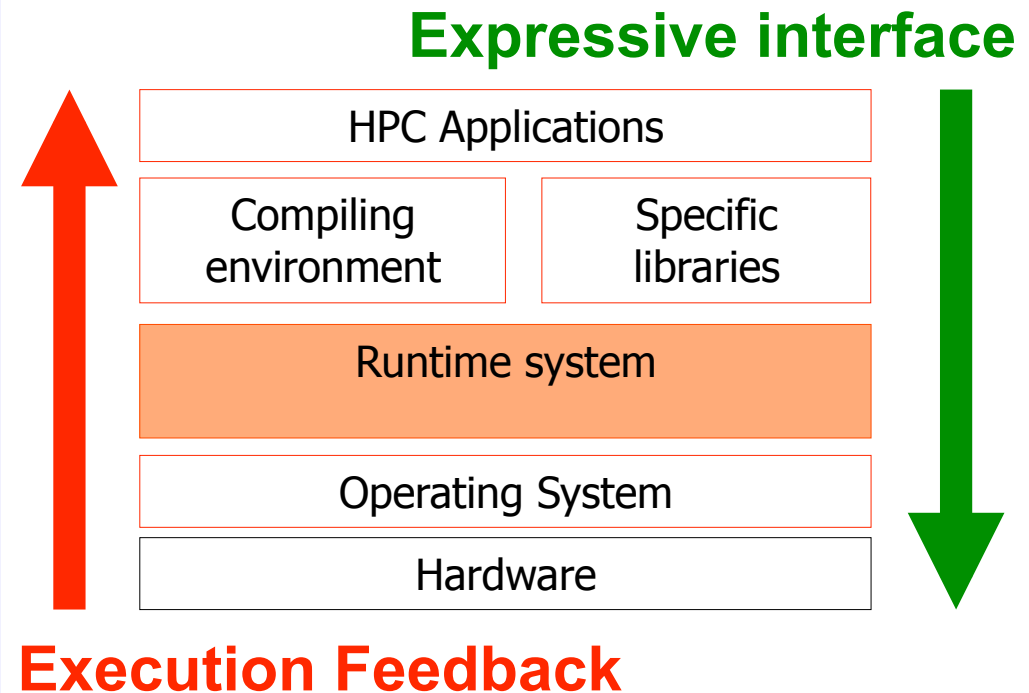 Expressive interface
HPC Applications
Compiling
environment
Specific
libraries
Runtime system
Operating System
Hardware
Execution Feedback